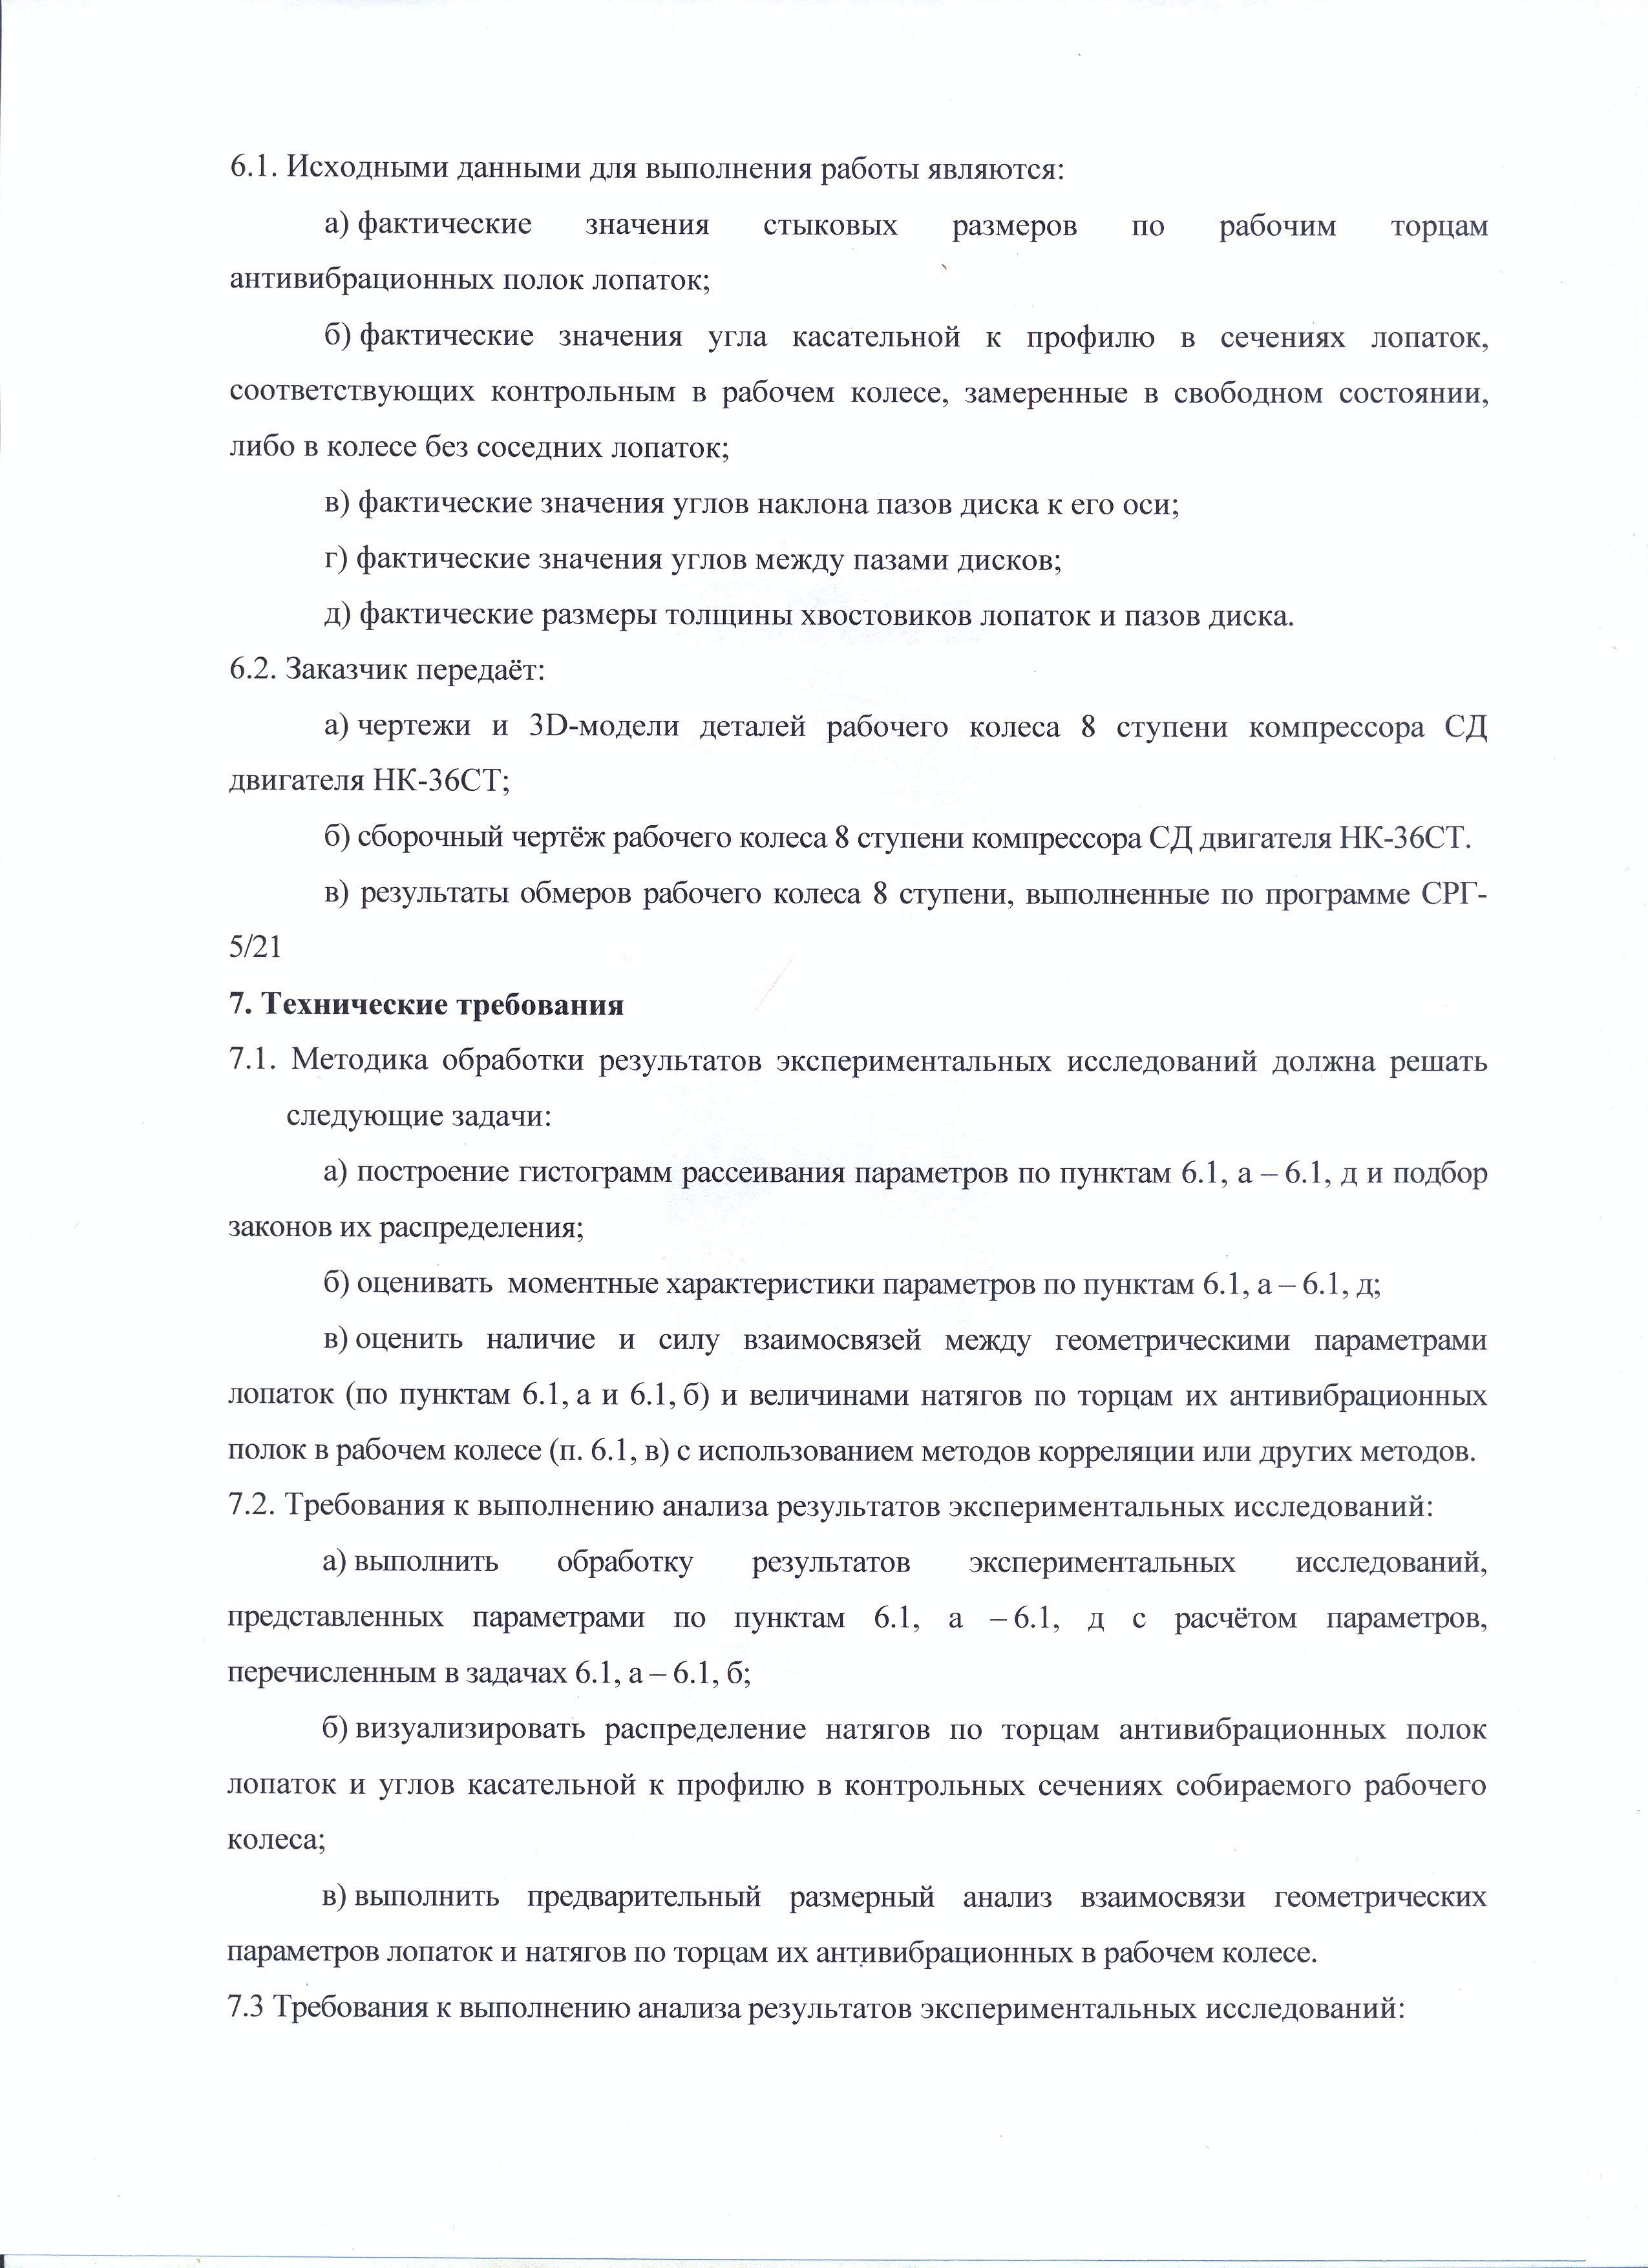 6.1. Исходными данными для выполнения работы являются:
а) фактические значения стыковых размеров по рабочим торцам
антивибрационных полок лопаток;
б) фактические значения угла касательной к профилю в сечениях лопаток,
соответствующих контрольным в рабочем колесе, замеренные в свободном состоянии,
либо в колесе без соседних лопаток;
в) фактические значения углов наклона пазов диска к его оси;
г) фактические значения углов между пазами дисков;
д) фактические размеры толщины хвостовиков лопаток и пазов диска.
6.2. Заказчик передаёт:
а) чертежи и 3D-модели деталей рабочего колеса 8 ступени компрессора СД
двигателя НК-36СТ;
б) сборочный чертёж рабочего колеса 8 ступени компрессора СД двигателя НК-36СТ.
в) результаты обмеров рабочего колеса 8 ступени, выполненные по программе СРГ-
5/21
7. Технические требования
7.1. Методика обработки результатов экспериментальных исследований должна решать
следующие задачи:
а) построение гистограмм рассеивания параметров по пунктам 6.1, а – 6.1, д и подбор
законов их распределения;
б) оценивать моментные характеристики параметров по пунктам 6.1, а – 6.1, д;
в) оценить наличие и силу взаимосвязей между геометрическими параметрами
лопаток (по пунктам 6.1, а и 6.1, б) и величинами натягов по торцам их антивибрационных
полок в рабочем колесе (п. 6.1, в) с использованием методов корреляции или других методов.
7.2. Требования к выполнению анализа результатов экспериментальных исследований:
а) выполнить обработку результатов экспериментальных исследований,
представленных параметрами по пунктам 6.1, а – 6.1, д с расчётом параметров,
перечисленным в задачах 6.1, а – 6.1, б;
б) визуализировать распределение натягов по торцам антивибрационных полок
лопаток и углов касательной к профилю в контрольных сечениях собираемого рабочего
колеса;
в) выполнить предварительный размерный анализ взаимосвязи геометрических
параметров лопаток и натягов по торцам их антивибрационных в рабочем колесе.
7.3 Требования к выполнению анализа результатов экспериментальных исследований: